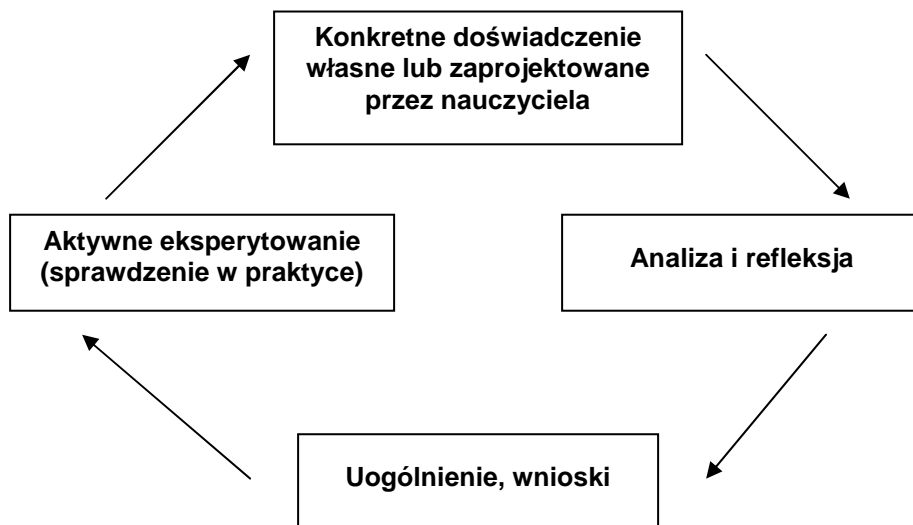 Konkretne doświadczenie
własne lub zaprojektowane
przez nauczyciela
Aktywne eksperytowanie
(sprawdzenie w praktyce)
Analiza i refleksja
Uogólnienie, wnioski